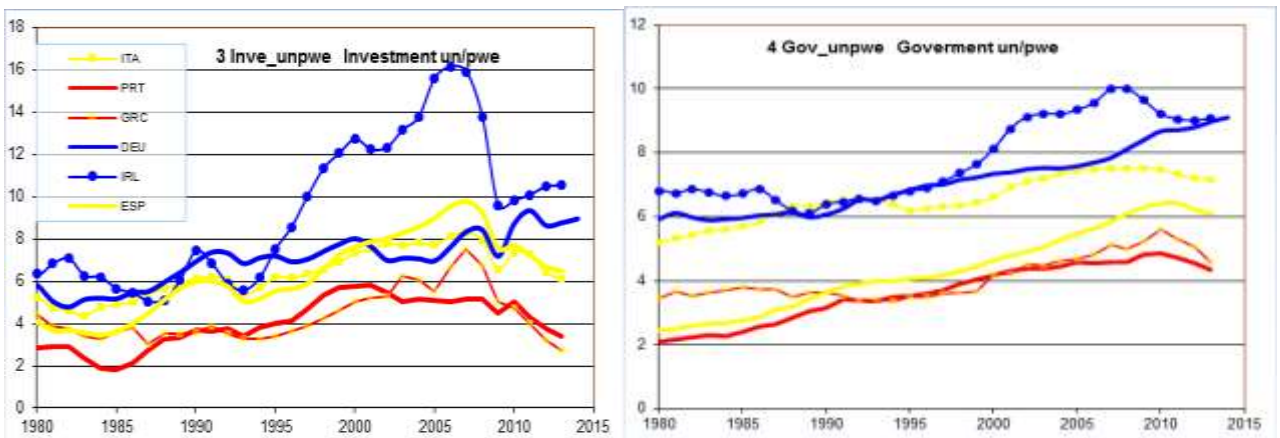 3 Inve_unpwe Investment un/pwe
18
16
14
12
10
8
6
4
2
0
ITA
PRT
GRC
DEU
IRL
ESP
1980 1985 1990 1995 2000 2005 2010 2015
4 Gov_unpwe Goverment un/pwe
12
10
8
6
4
2
0
1980 1985 1990 1995 2000 2005 2010 2015